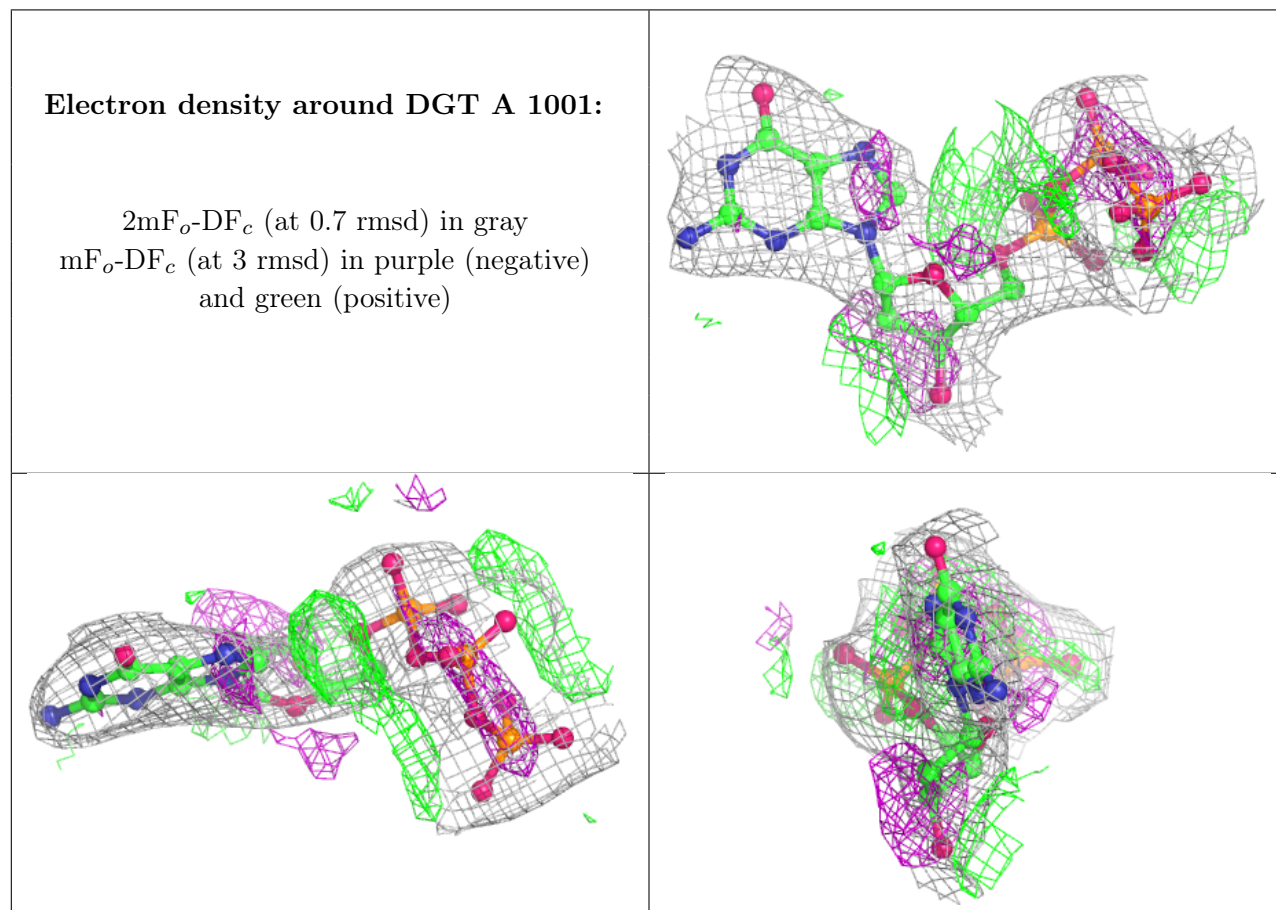 Electron density around DGT A 1001:
2mFo-DFc (at 0.7 rmsd) in gray
mFo-DFc (at 3 rmsd) in purple (negative)
and green (positive)